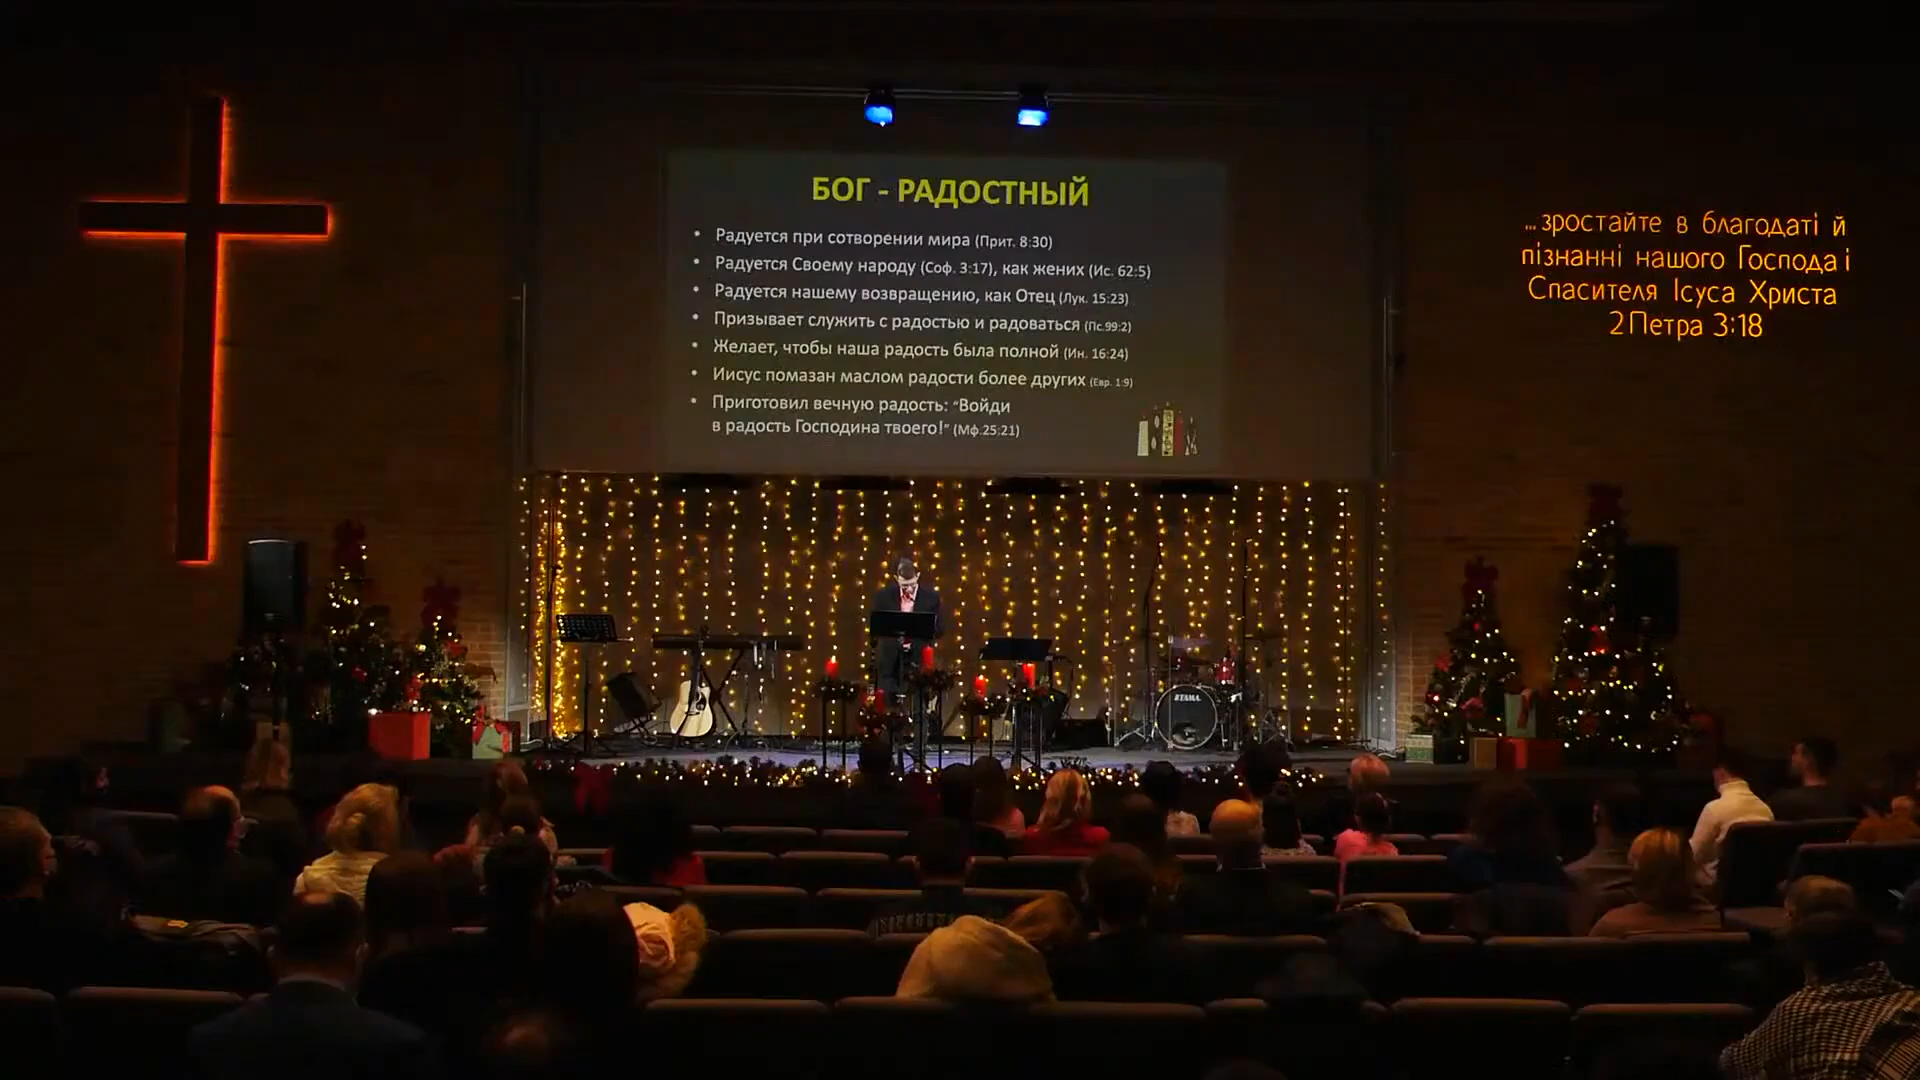 БОГ - РАДОСТНЫЙ
• Радуется при сотворении мира (Прит. 8:30)
• Радуется Своему народу (Соф. 3:17), как жених (Ис. 62:5)
• Радуется нашему возвращению, как Отец (Лук. 15:23)
• Призывает служить с радостью и радоваться (Пс.99:2)
• Желает, чтобы наша радость была полной (Ин. 16:24)
• Иисус помазан маслом радости более других (Евр. 1:9)
• Приготовил вечную радость: “Войди
в радость Господина твоего!” (Мф.25:21)
...зростайте в благодаті й
пізнанні нашого Господа і
Спасителя Ісуса Христа
2 Петра 3:18
TAMA